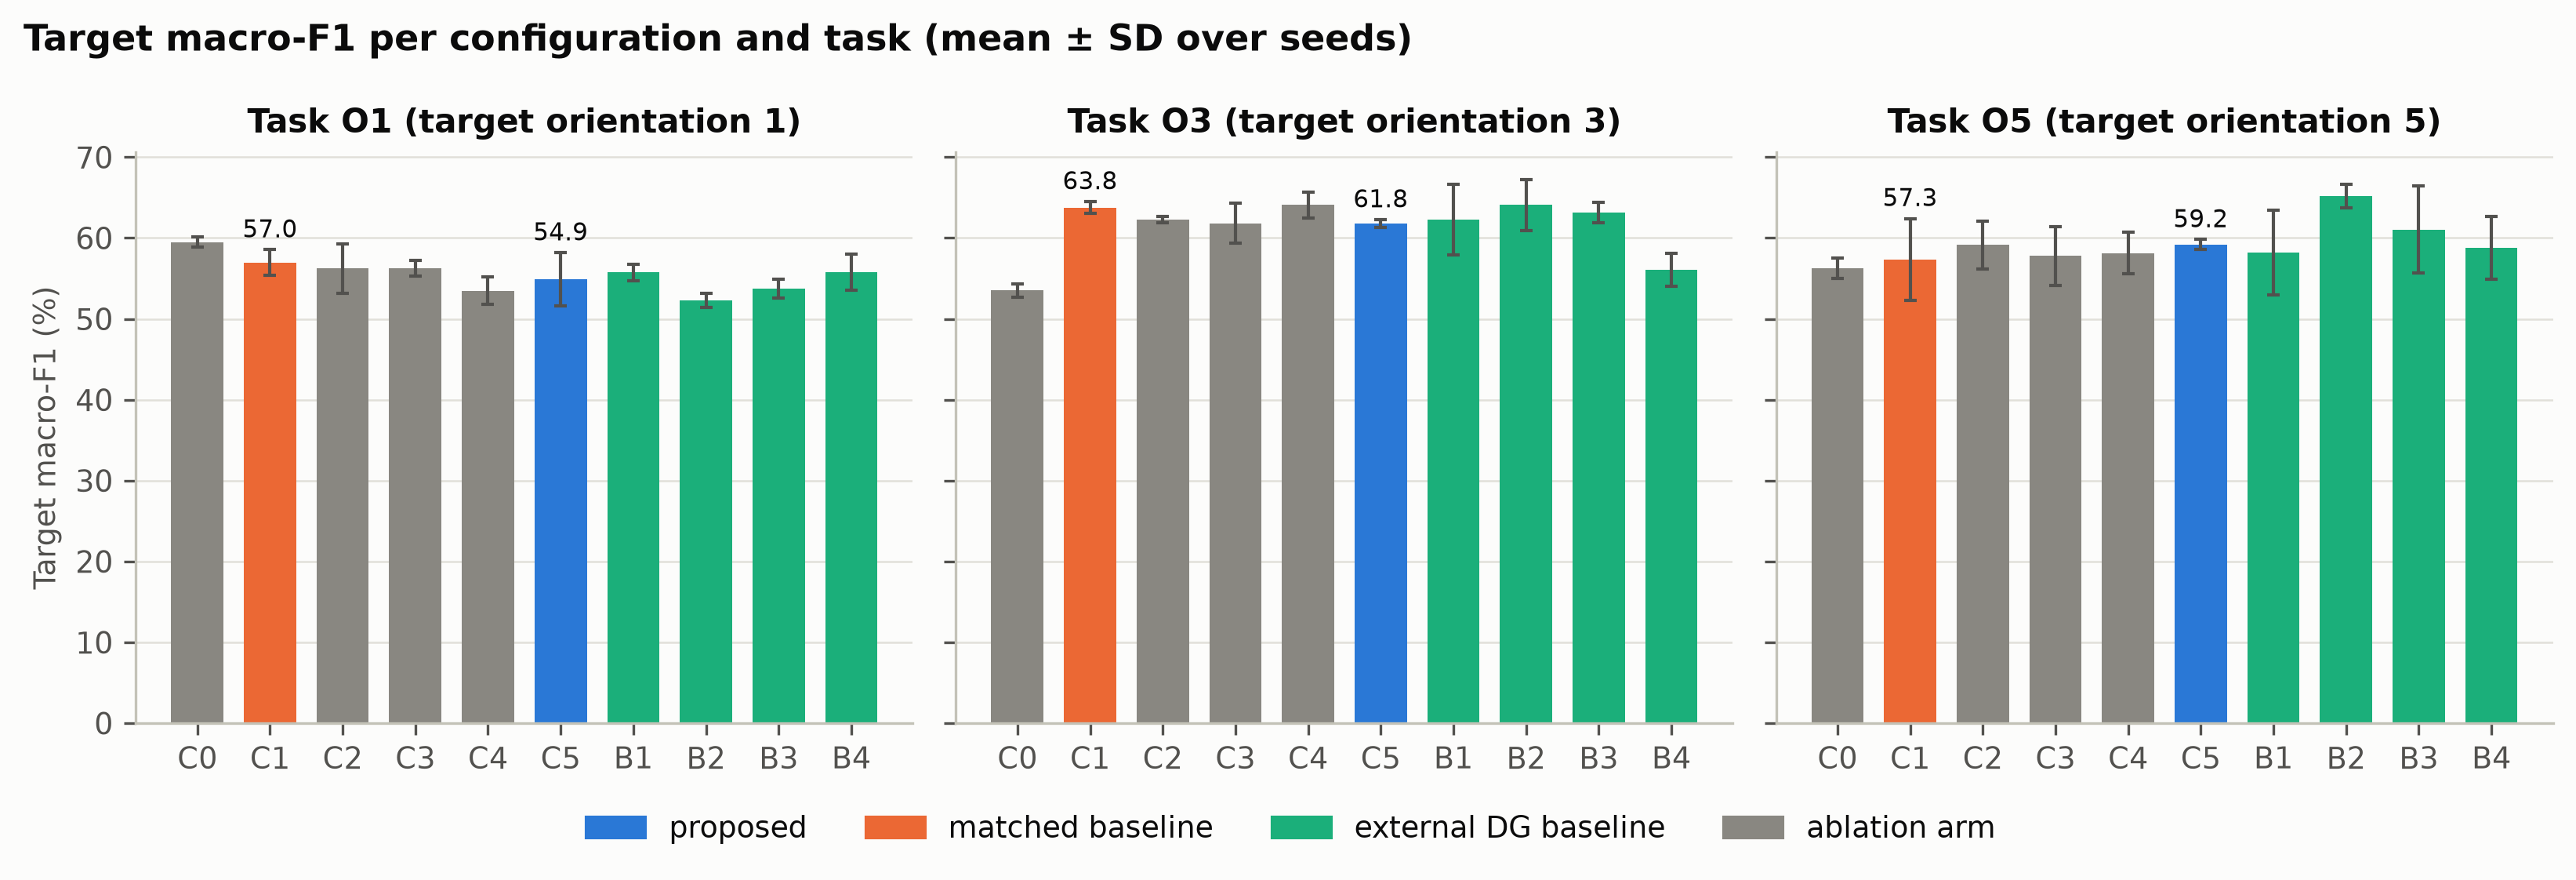 Target macro-F1 per configuration and task (mean ± SD over seeds)
Task O1 (target orientation 1)
Task O3 (target orientation 3)
Task O5 (target orientation 5)
Target macro-F1 (%)
70
60
50
40
30
20
10
0
57.0
54.9
63.8
61.8
57.3
59.2
C0 C1 C2 C3 C4 C5 B1 B2 B3 B4
C0 C1 C2 C3 C4 C5 B1 B2 B3 B4
C0 C1 C2 C3 C4 C5 B1 B2 B3 B4
proposed
matched baseline
external DG baseline
ablation arm